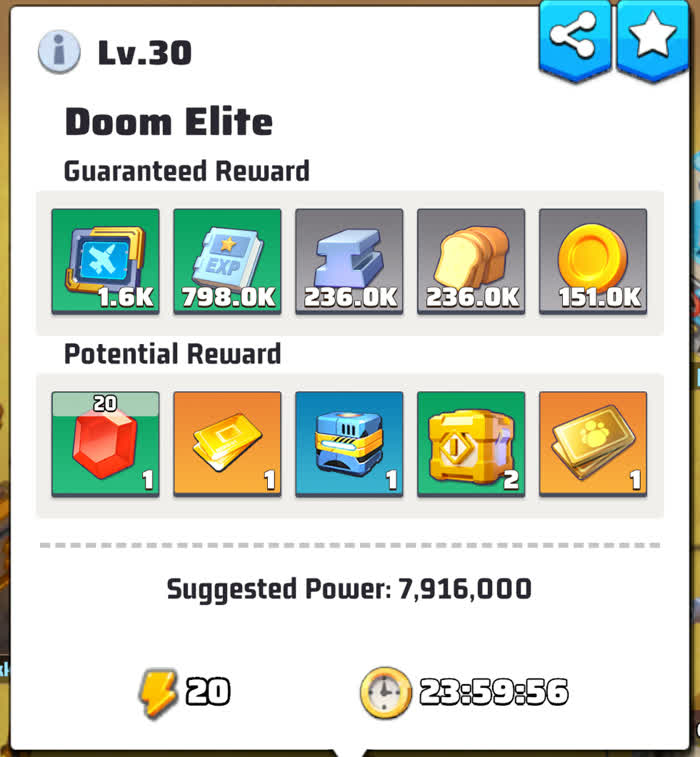 Lv.30
Doom Elite
Guaranteed Reward
EXP
1.6K 798.0K 236.0K 236.0K 151.0K
Potential Reward
20
1 1 1 2 1
Suggested Power: 7,916,000
20 23:59:56